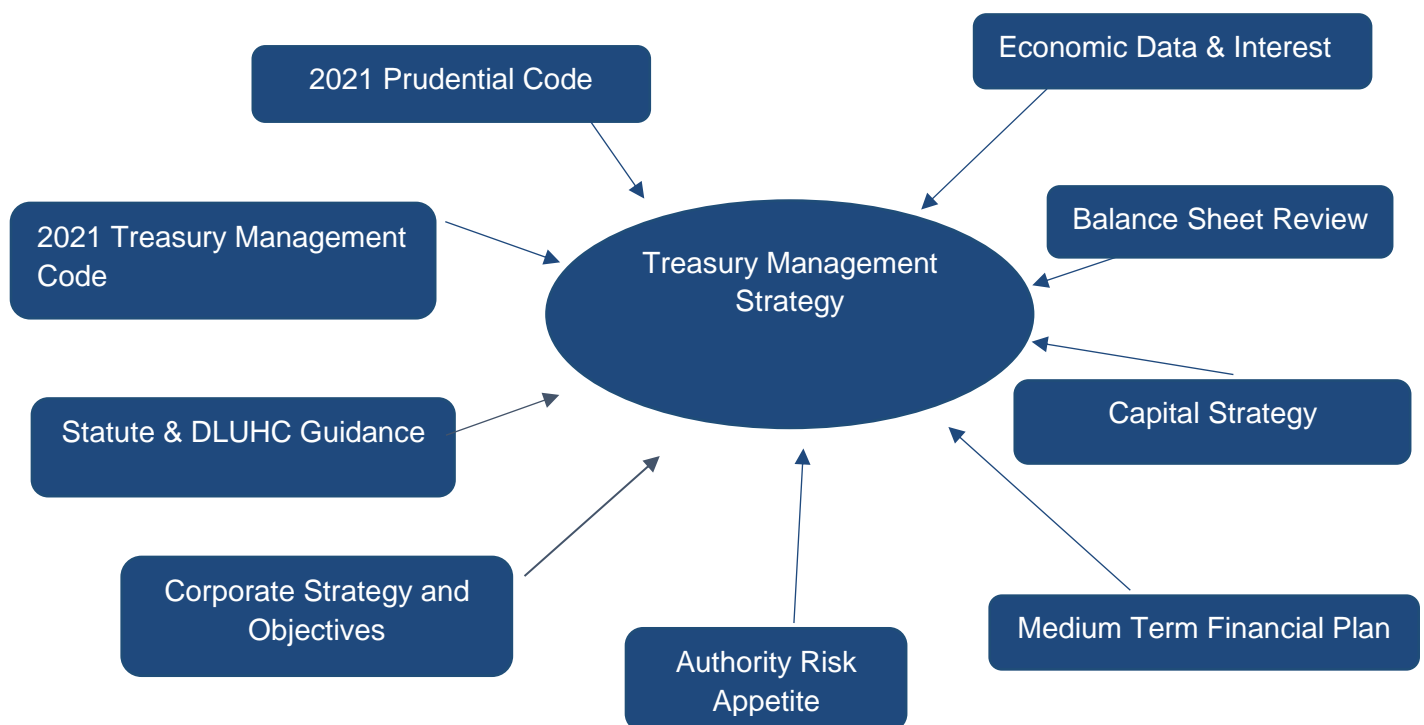 Economic Data & Interest
2021 Prudential Code
2021 Treasury Management
Code
Balance Sheet Review
Treasury Management
Strategy
Statute & DLUHC Guidance
Capital Strategy
Corporate Strategy and
Objectives
Authority Risk
Appetite
Medium Term Financial Plan